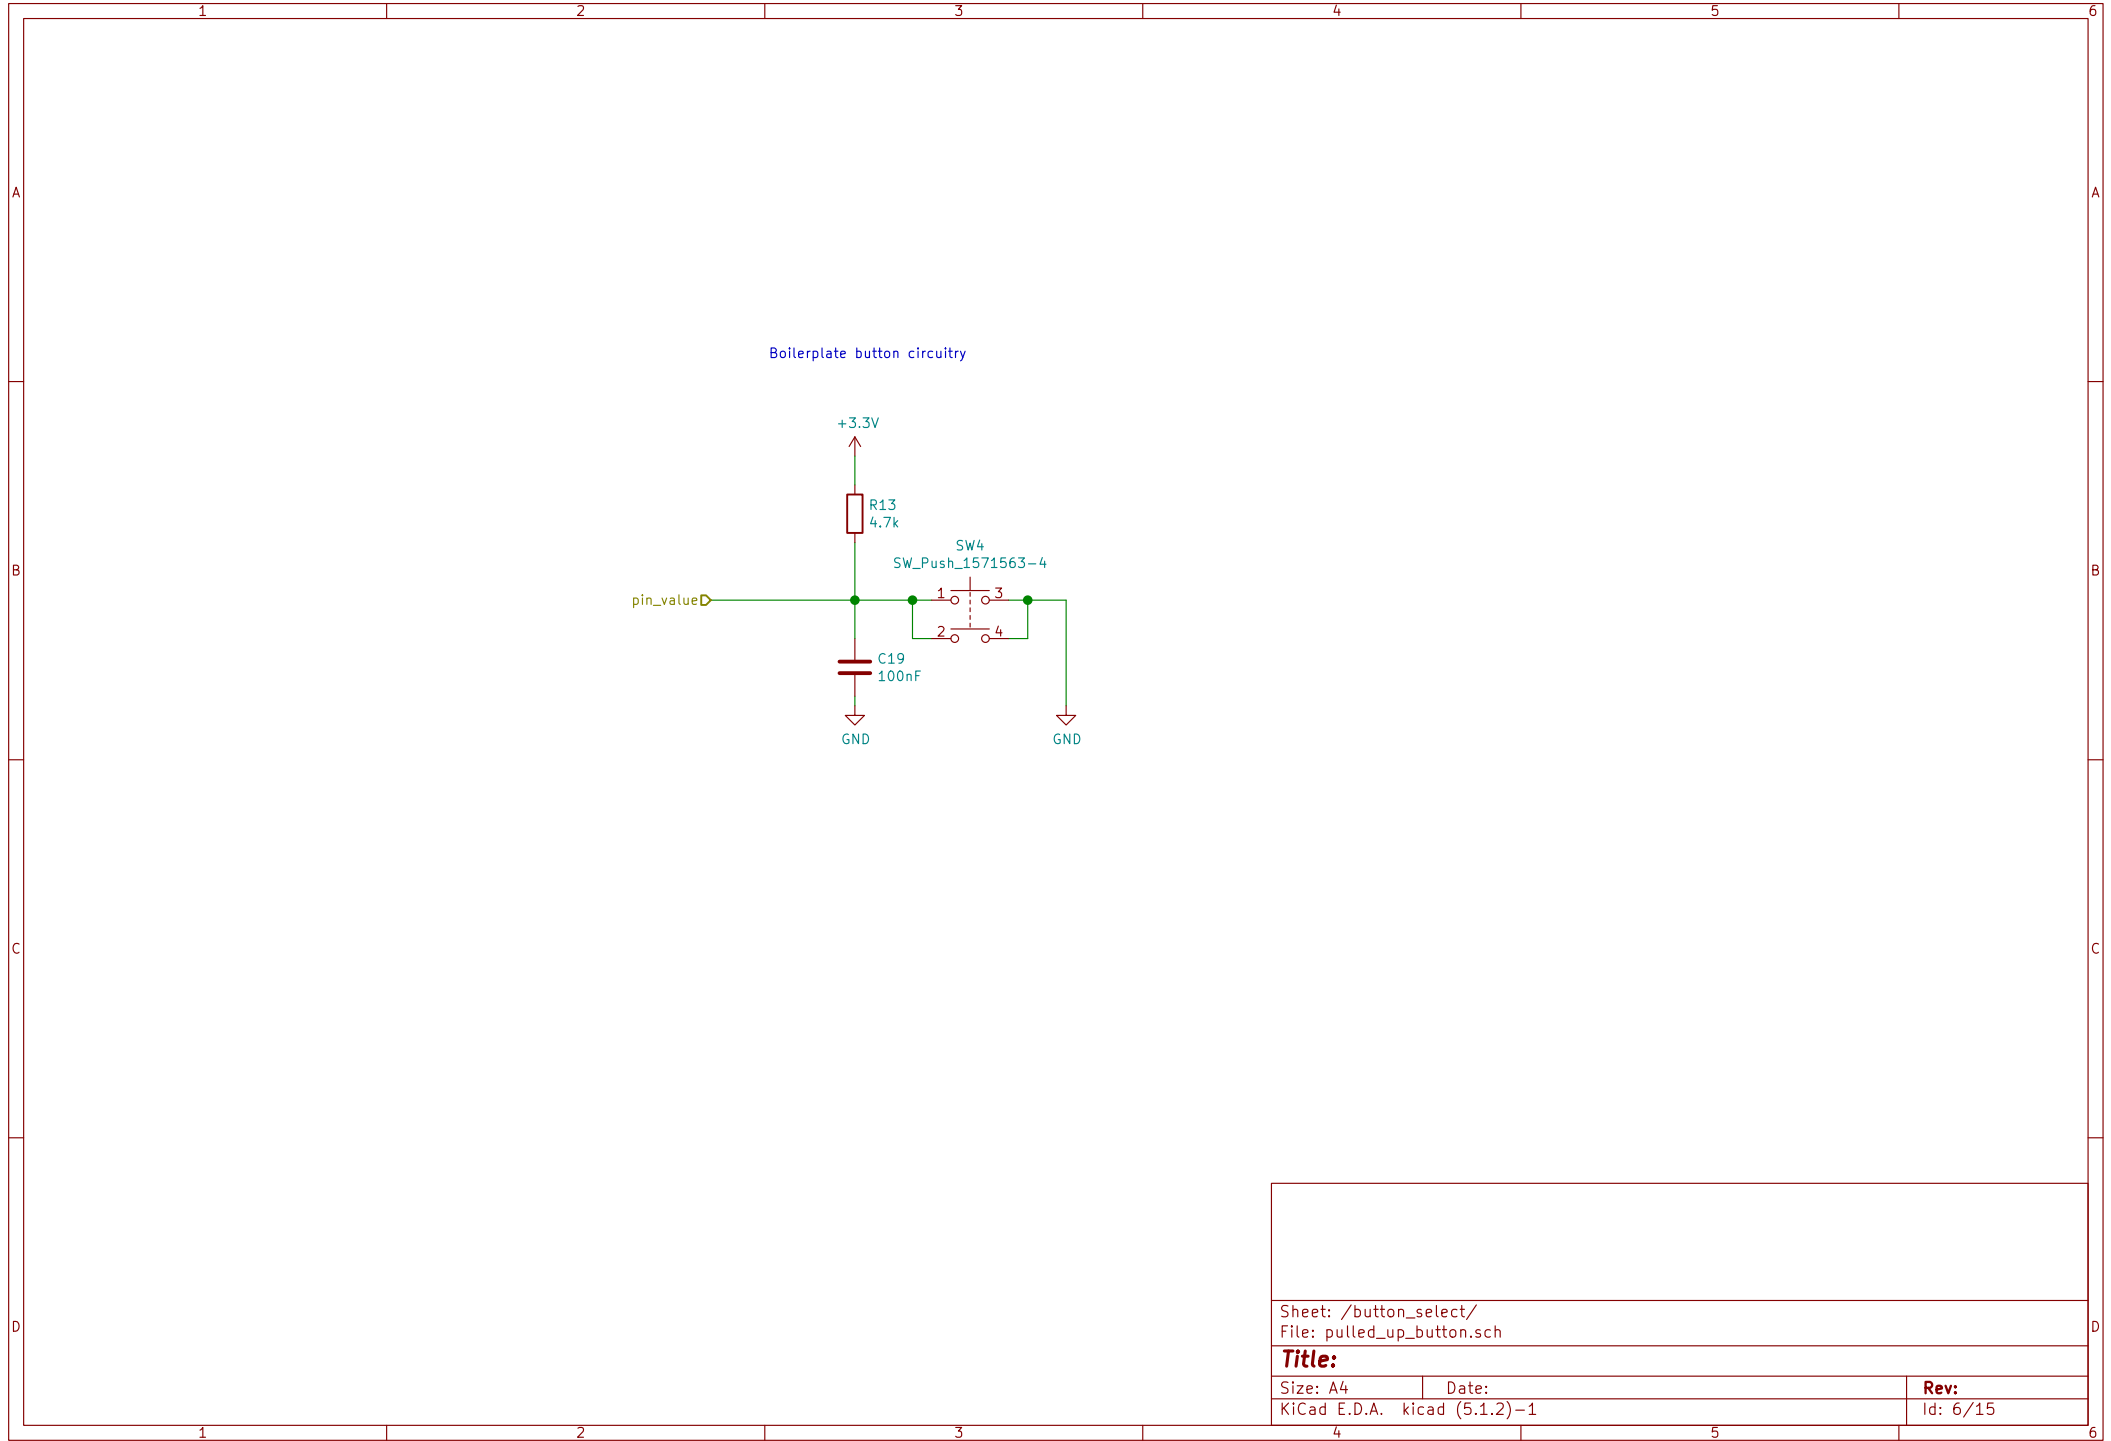 1 2 3 4 5 6
A A
Boilerplate button circuitry
+3.3V
R13
4.7k
SW4
SW_Push_1571563-4
B B
pin_value 1 3
2 4
C19
100nF
GND GND
C C
Sheet: /button_select/
File: pulled_up_button.sch
D D
Title:
Size: A4 Date: Rev:
KiCad E.D.A. kicad (5.1.2)-1 Id: 6/15
1 2 3 4 5 6